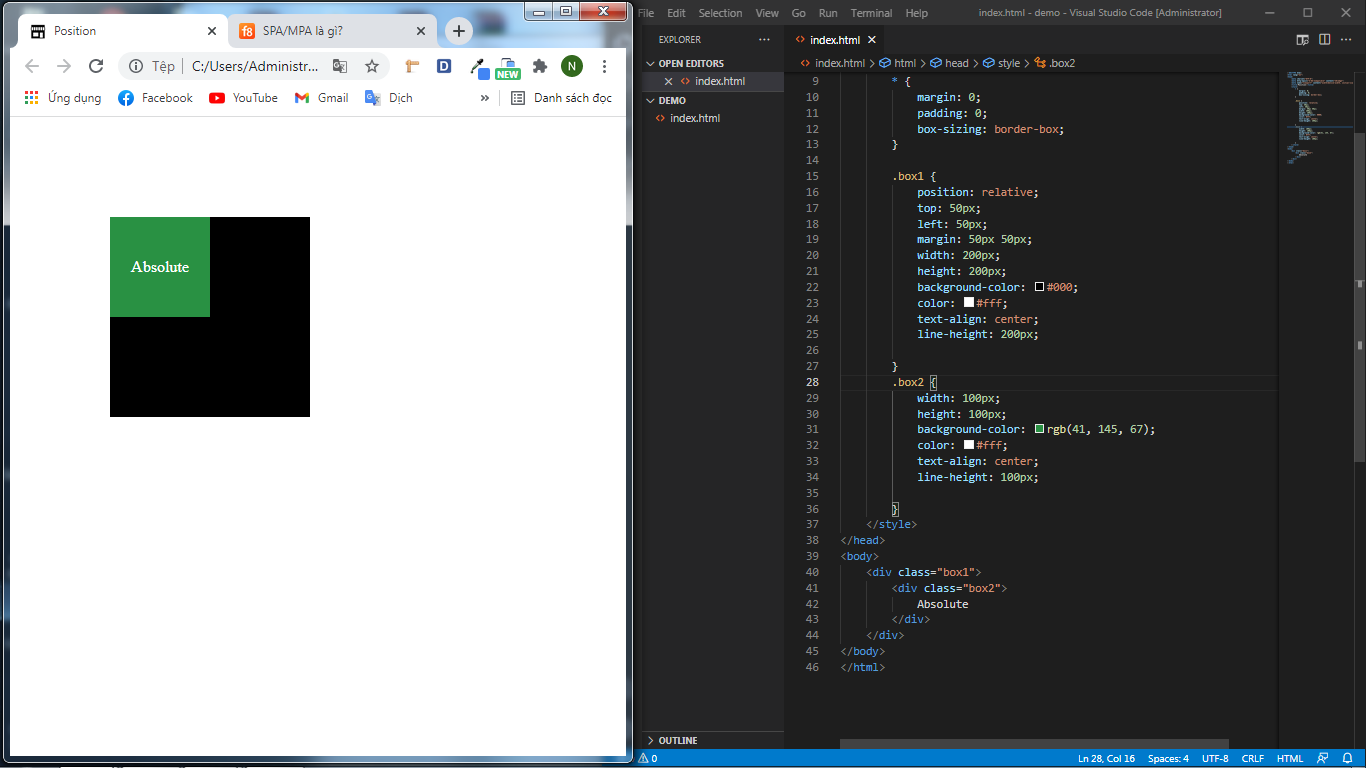 Position
SPA/MPA là gì?
Tệp
C:/Users/Administr...
N
NEW
Ứng dụng
Facebook
YouTube
Gmail
Dịch
»
Danh sách đọc
Absolute
File Edit Selection View Go Run Terminal Help
index.html - demo - Visual Studio Code [Administrator]
EXPLORER
OPEN EDITORS
index.html
DEMO
index.html
OUTLINE
index.html
index.html > html > head > style > .box2
9 * {
10 margin: 0;
11 padding: 0;
12 box-sizing: border-box;
13 }
14
15 .box1 {
16 position: relative;
17 top: 50px;
18 left: 50px;
19 margin: 50px 50px;
20 width: 200px;
21 height: 200px;
22 background-color: #000;
23 color: #fff;
24 text-align: center;
25 line-height: 200px;
26
27 }
28 .box2 {
29 width: 100px;
30 height: 100px;
31 background-color: rgb(41, 145, 67);
32 color: #fff;
33 text-align: center;
34 line-height: 100px;
35
36 }
37 </style>
38 </head>
39 <body>
40 <div class="box1">
41 <div class="box2">
42 Absolute
43 </div>
44 </div>
45 </body>
46 </html>
0
Ln 28, Col 16 Spaces: 4 UTF-8 CRLF HTML